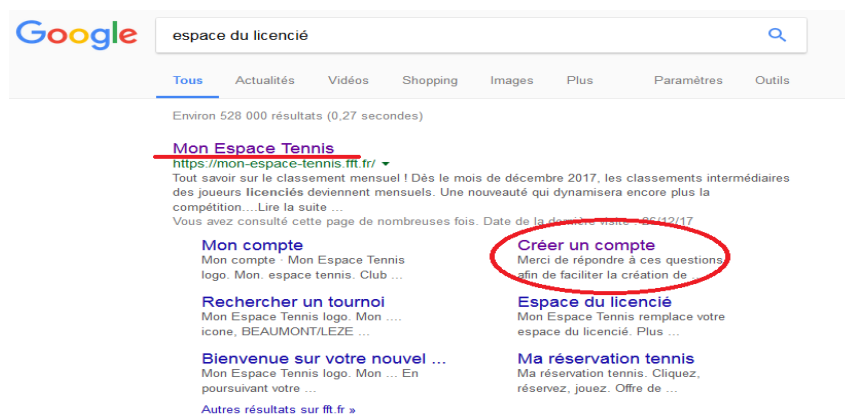 Google espace du licencié
Tous Actualités Vidéos Shopping Images Plus Paramètres Outils
Environ 528 000 résultats (0,27 secondes)
Mon Espace Tennis
https://mon-espace-tennis.fft.fr/
Tout savoir sur le classement mensuel ! Dès le mois de décembre 2017, les classements intermédiaires
des joueurs licenciés deviennent mensuels. Une nouveauté qui dynamisera encore plus la
compétition....Lire la suite ...
Vous avez consulté cette page de nombreuses fois. Date de la dernière visite : 26/12/17
Mon compte
Mon compte · Mon Espace Tennis
logo. Mon. espace tennis. Club ...
Créer un compte
Merci de répondre à ces questions
afin de faciliter la création de ...
Rechercher un tournoi
Mon Espace Tennis logo. Mon ....
icone, BEAUMONT/LEZE ...
Espace du licencié
Mon Espace Tennis remplace votre
espace du licencié. Plus ...
Bienvenue sur votre nouvel ...
Mon Espace Tennis logo. Mon ... En
poursuivant votre ...
Ma réservation tennis
Ma réservation tennis. Cliquez,
réservez, jouez. Offre de ...
Autres résultats sur fft.fr »